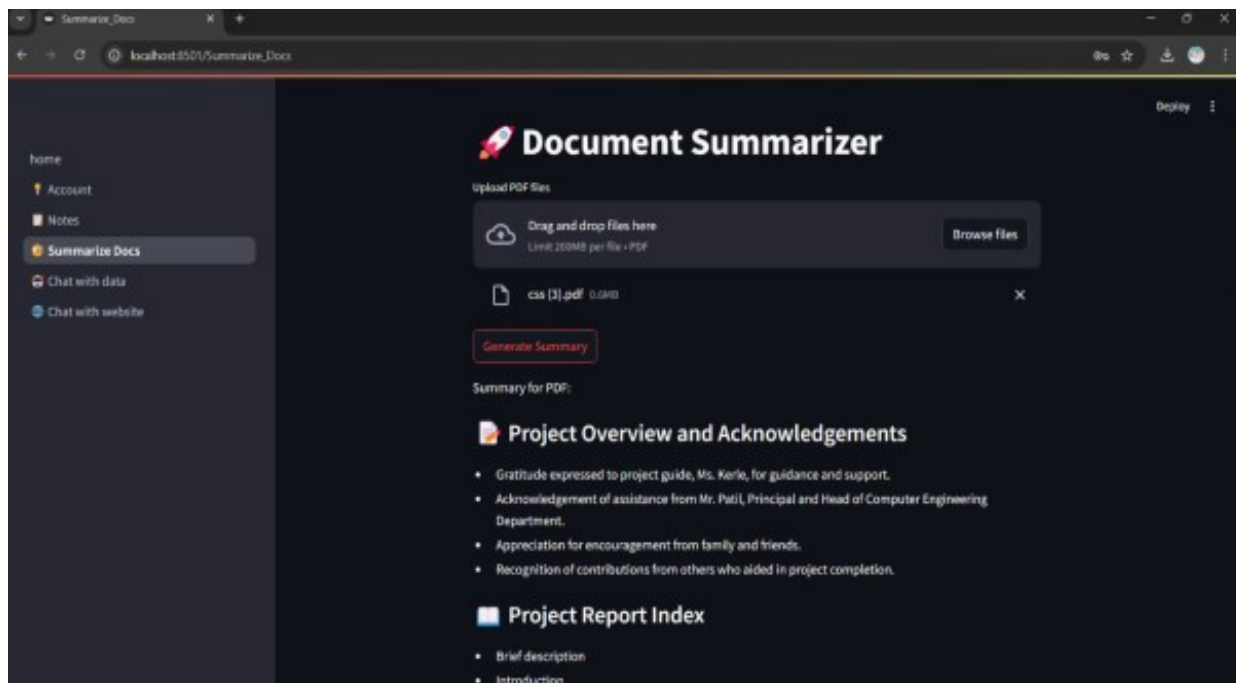 Summarize_Docs
localhost:8501/Summarize_Docs
Deploy
home
Account
Notes
Summarize Docs
Chat with data
Chat with website
Document Summarizer
Upload PDF files
Drag and drop files here
Limit 200MB per file • PDF
Browse files
css (3).pdf 0.6MB
Generate Summary
Summary for PDF:
Project Overview and Acknowledgements
• Gratitude expressed to project guide, Ms. Kerle, for guidance and support.
• Acknowledgement of assistance from Mr. Patil, Principal and Head of Computer Engineering
Department.
• Appreciation for encouragement from family and friends.
• Recognition of contributions from others who aided in project completion.
Project Report Index
• Brief description
• Introduction